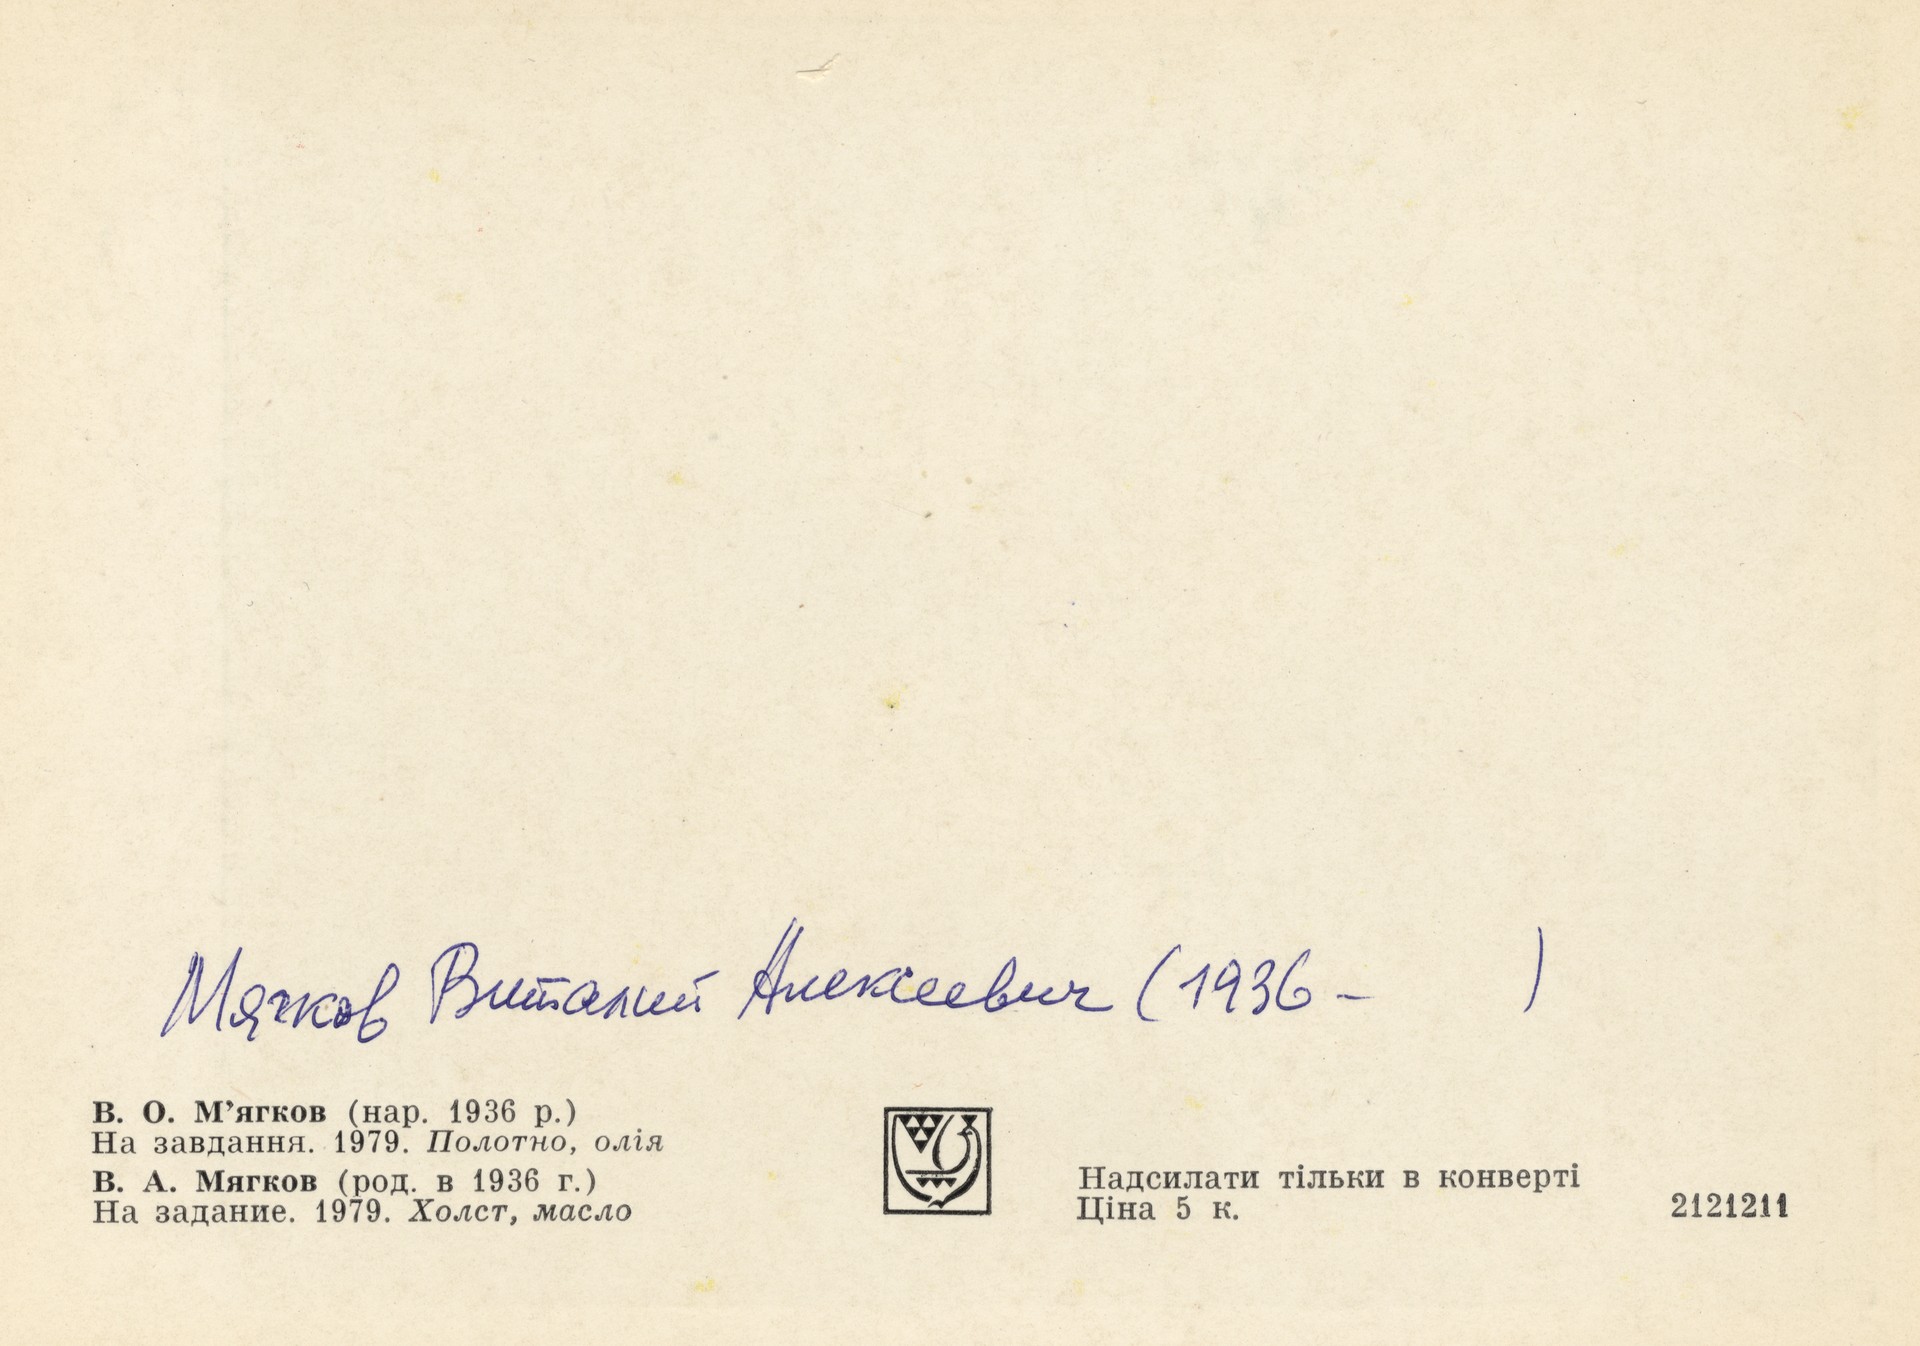 Мягков Виталий Алексеевич (1936 – )
В. О. М’ягков (нар. 1936 р.)
На завдання. 1979. Полотно, олія
В. А. Мягков (род. в 1936 г.)
На задание. 1979. Холст, масло
Надсилати тільки в конверті
Ціна 5 к.
2121211